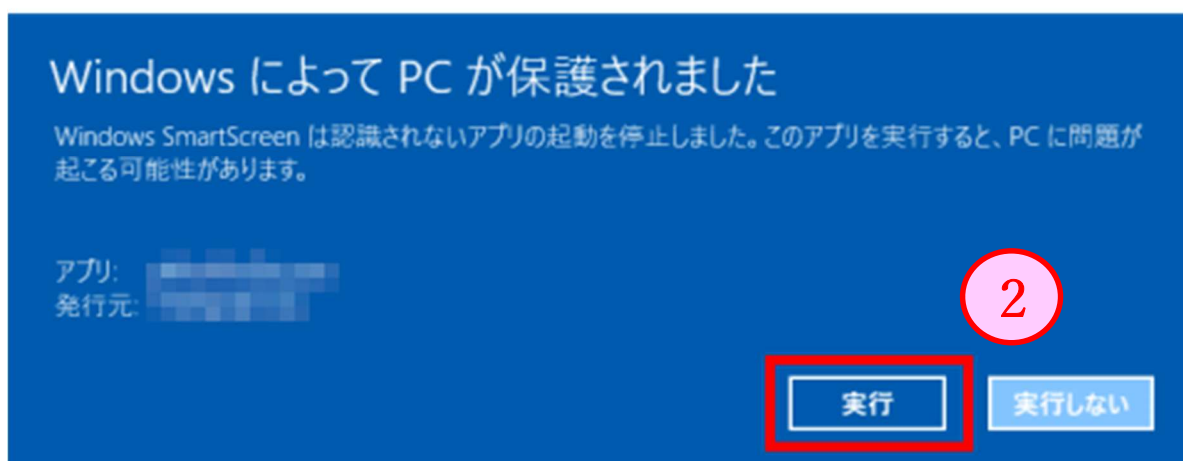 Windows によって PC が保護されました
Windows SmartScreen は認識されないアプリの起動を停止しました。このアプリを実行すると、PC に問題が
起こる可能性があります。
アプリ:
発行元:
2
実行
実行しない